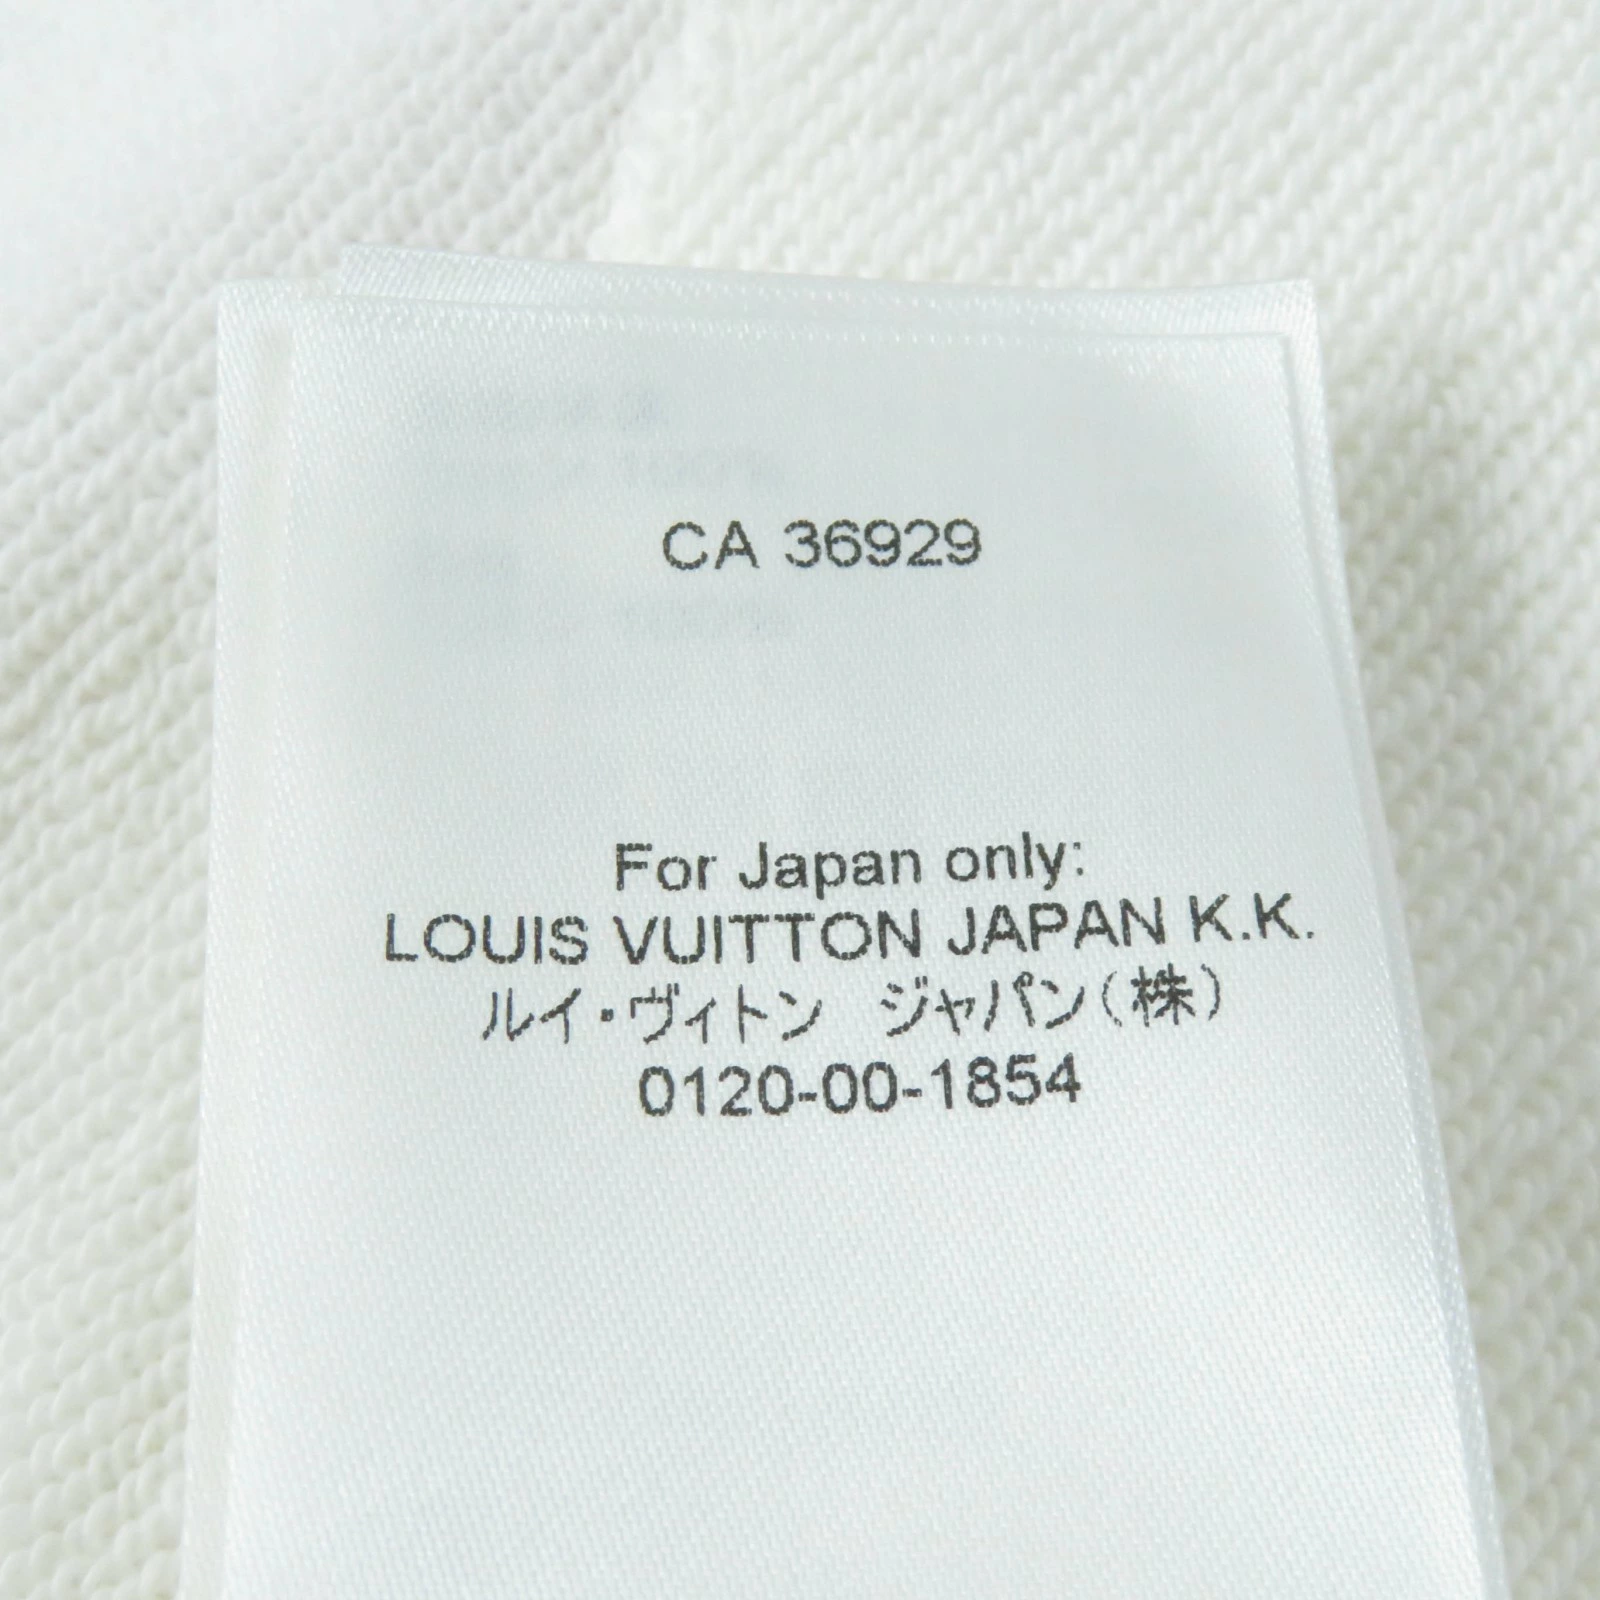 CA 36929
For Japan only:
LOUIS VUITTON JAPAN K.K.
ルイ・ヴィトン　ジャパン(株)
0120-00-1854